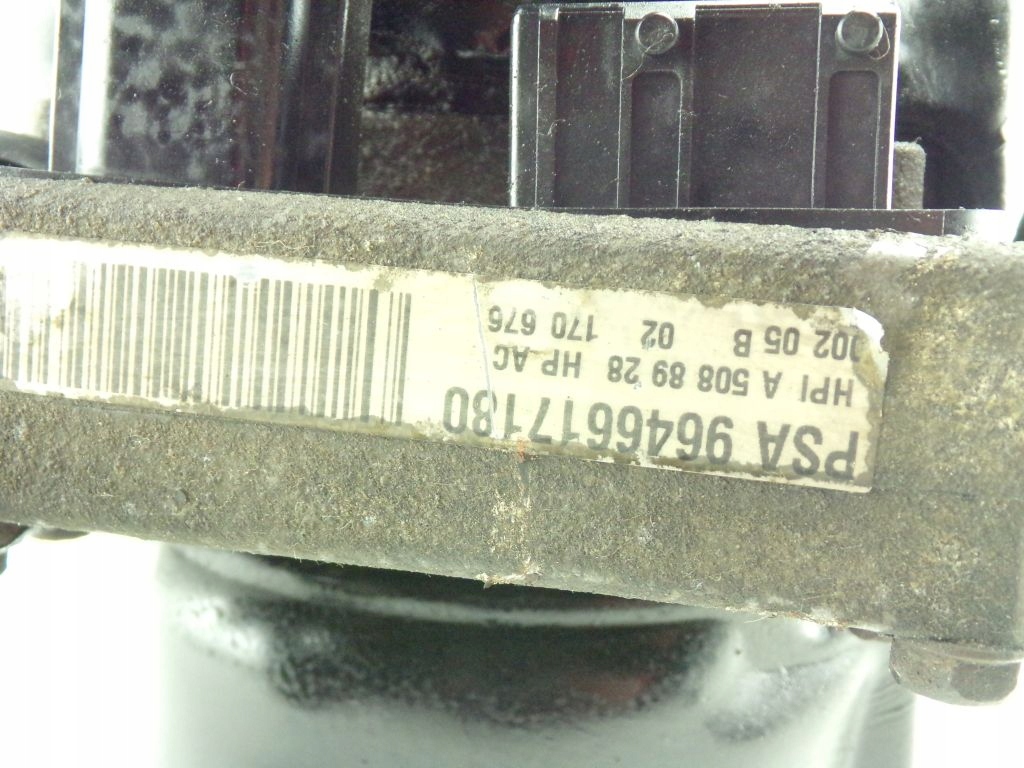 PSA 9646617180
HPI A 508 89 28 HP AC
02 05 B 02 170 676